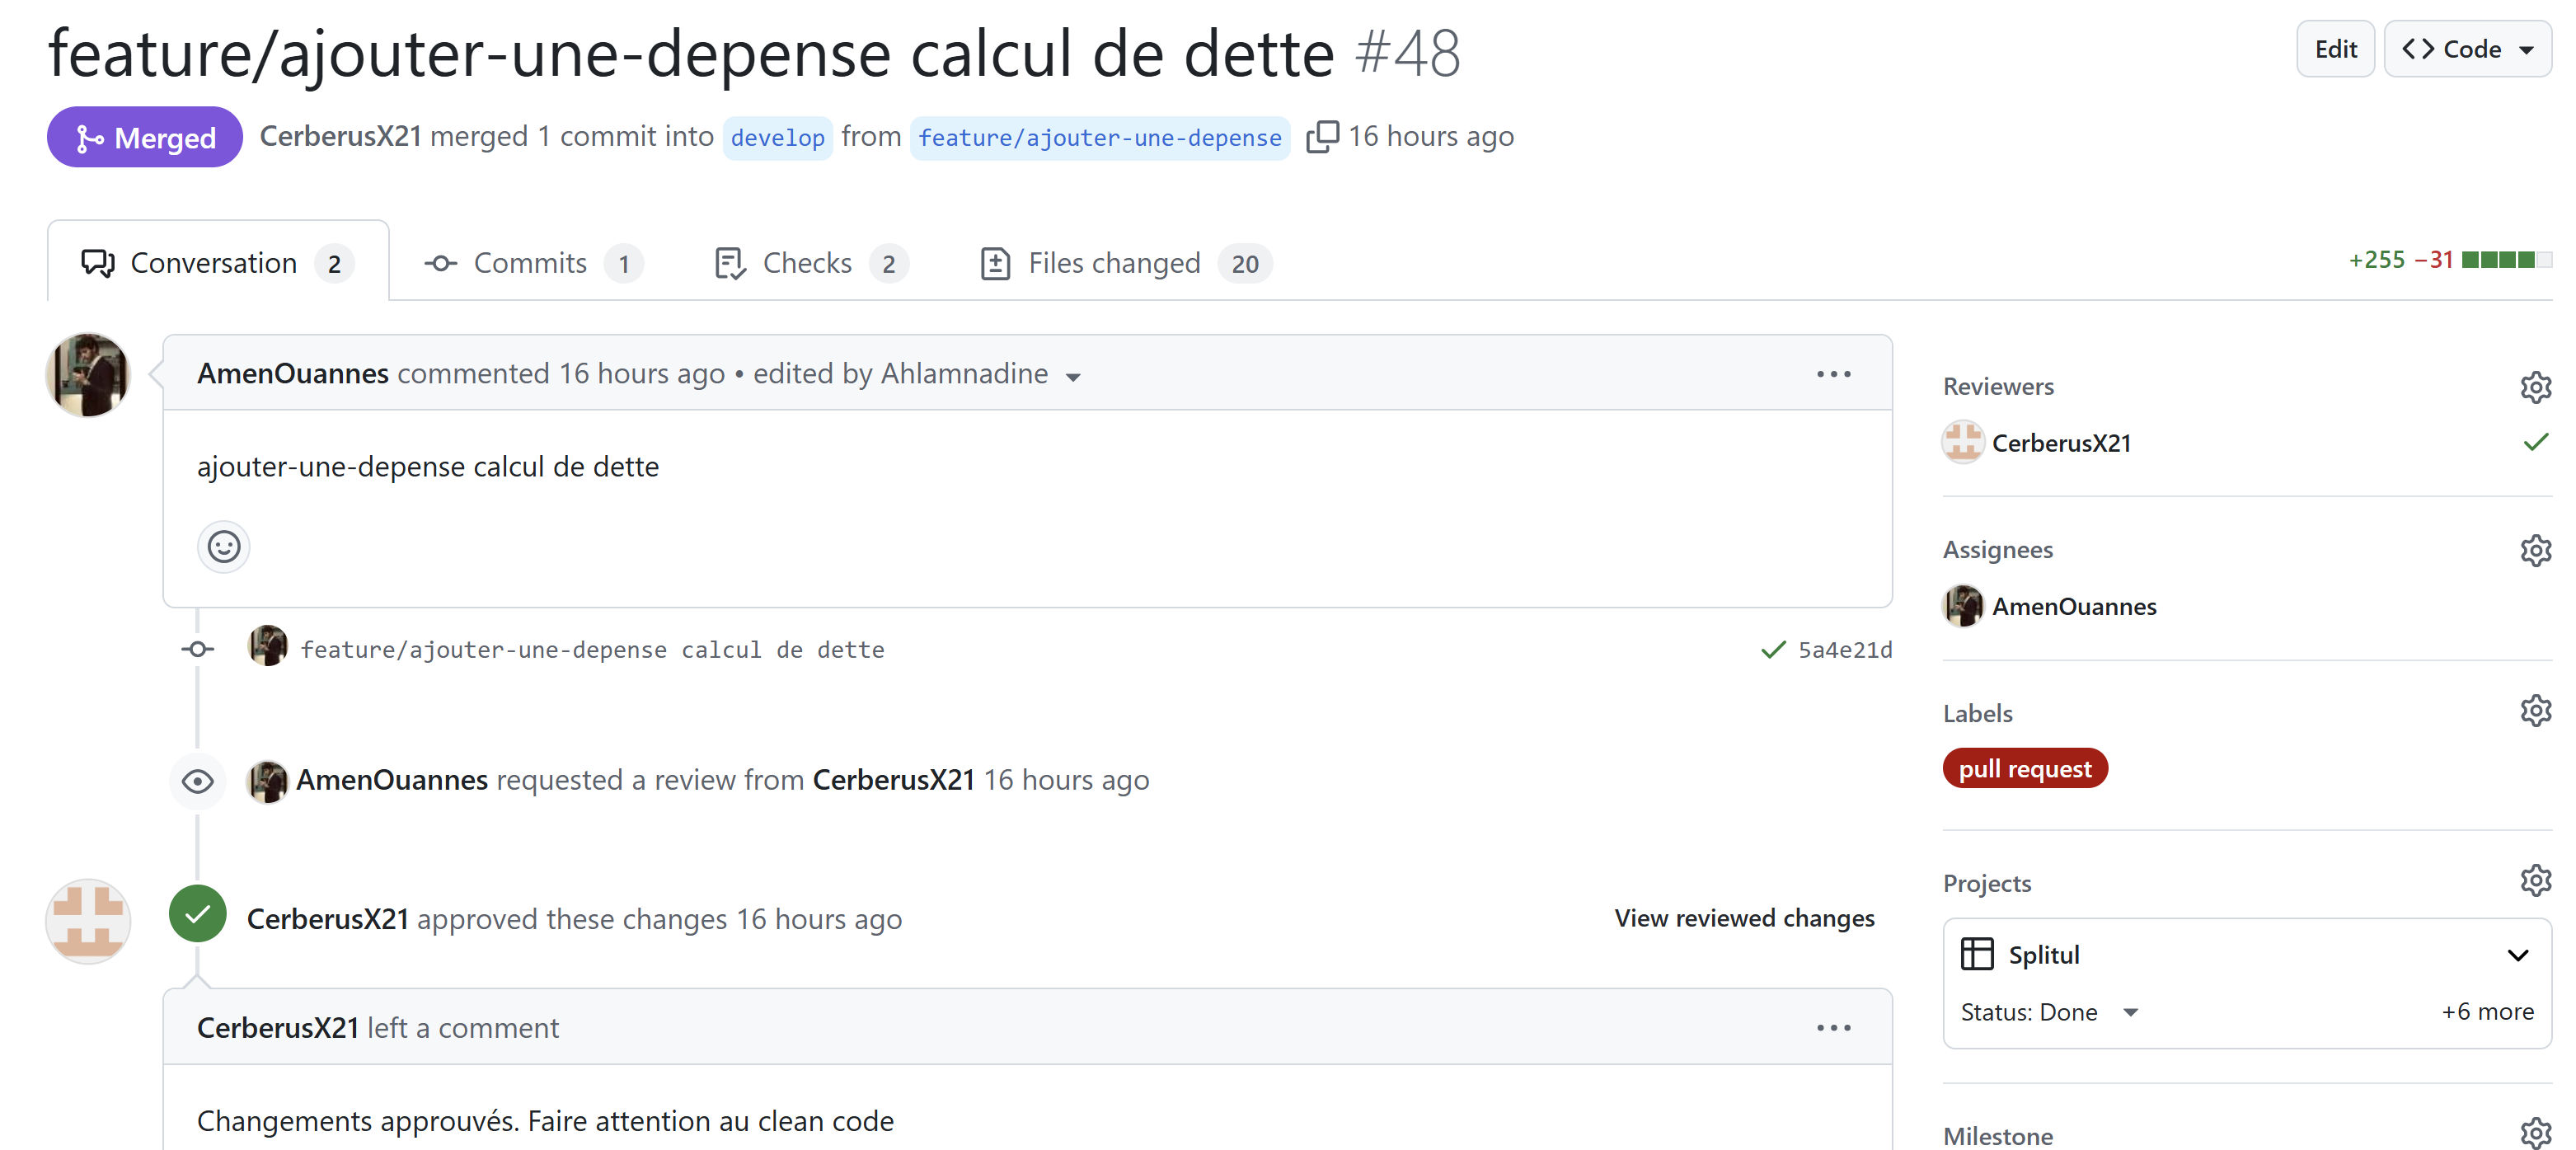 feature/ajouter-une-depense calcul de dette #48
Edit
Code
Merged
CerberusX21 merged 1 commit into develop from feature/ajouter-une-depense 16 hours ago
Conversation 2
Commits 1
Checks 2
Files changed 20
+255 −31
AmenOuannes commented 16 hours ago • edited by Ahlamnadine
ajouter-une-depense calcul de dette
feature/ajouter-une-depense calcul de dette
5a4e21d
AmenOuannes requested a review from CerberusX21 16 hours ago
CerberusX21 approved these changes 16 hours ago
View reviewed changes
CerberusX21 left a comment
Changements approuvés. Faire attention au clean code
Reviewers
CerberusX21
Assignees
AmenOuannes
Labels
pull request
Projects
Splitul
Status: Done
+6 more
Milestone